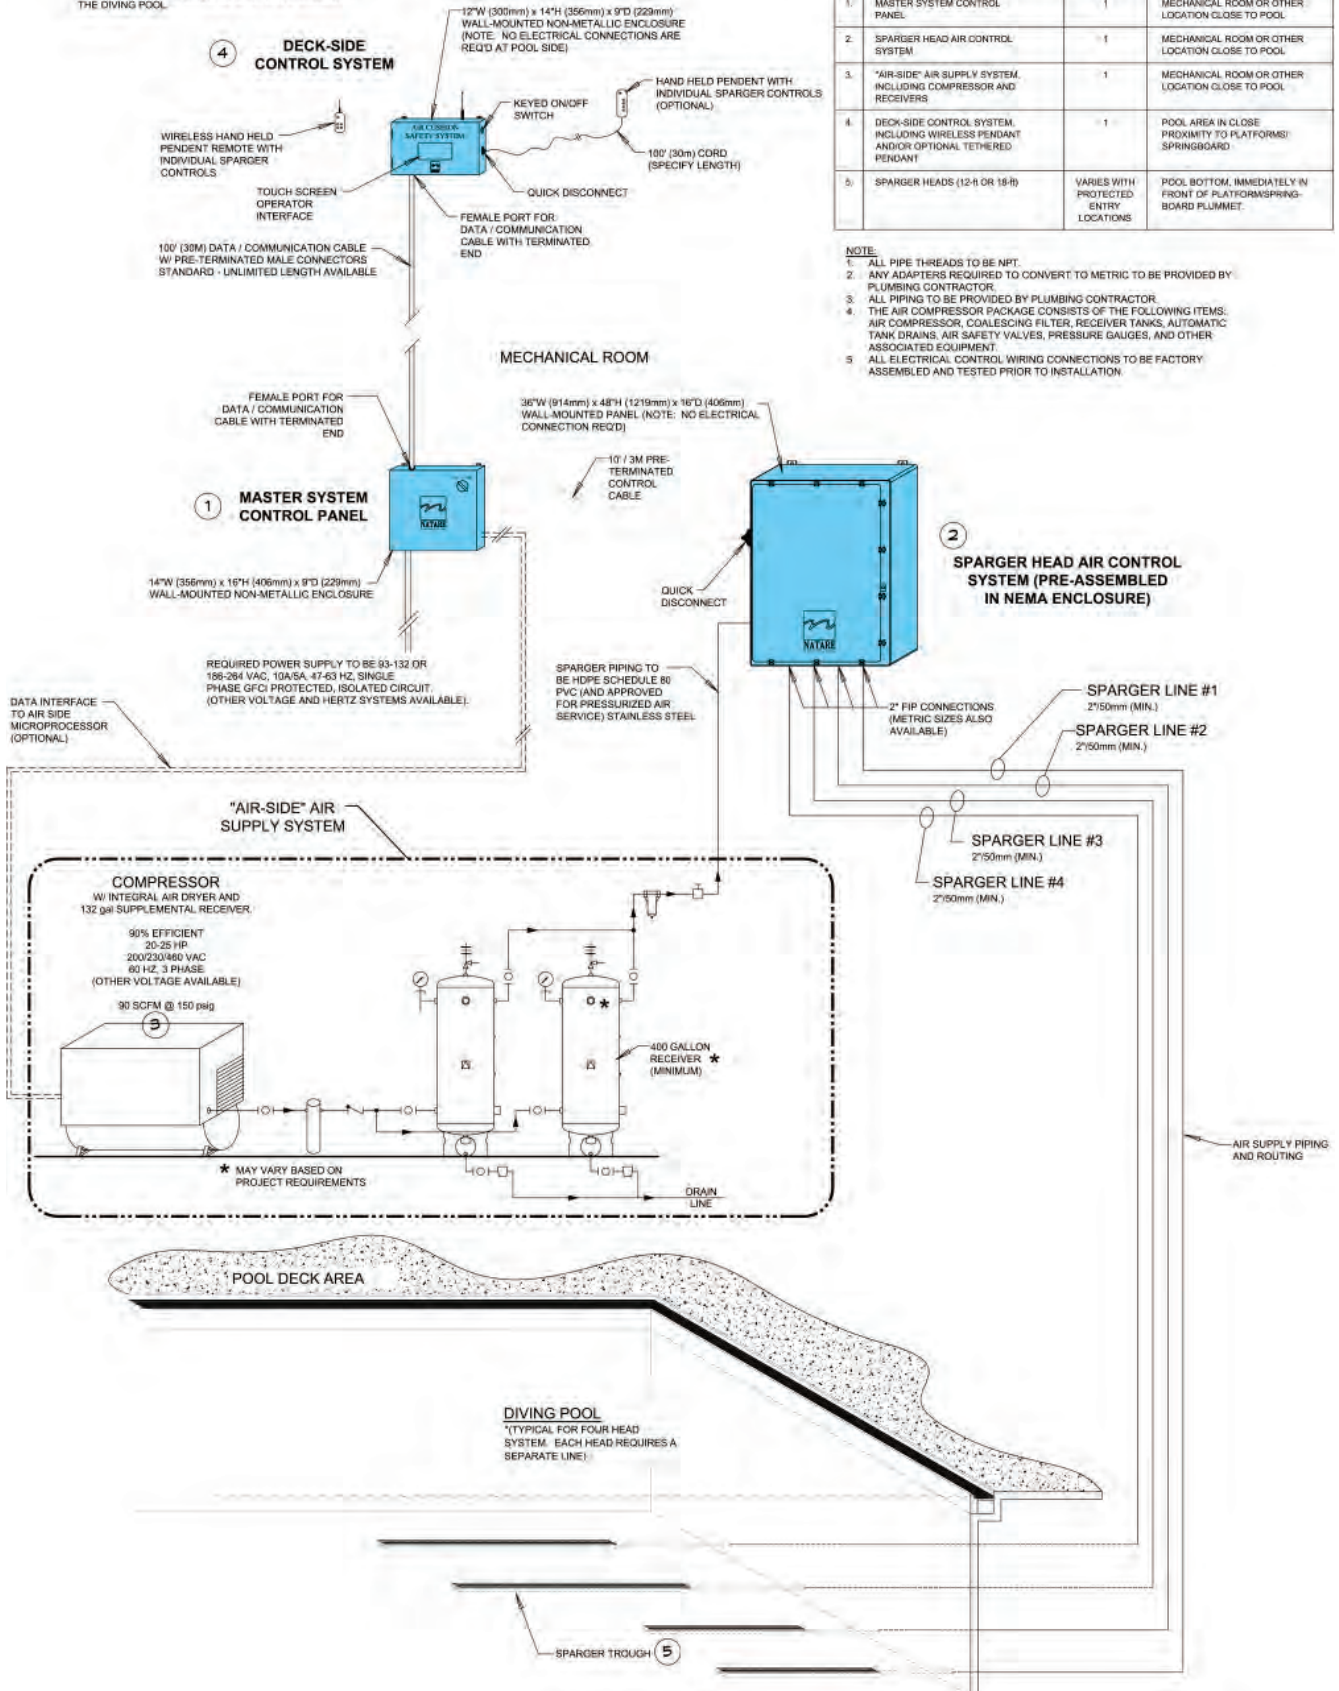 THE DIVING POOL.
4
DECK-SIDE
CONTROL SYSTEM
12"W (300mm) x 14"H (356mm) x 9"D (229mm)
WALL-MOUNTED NON-METALLIC ENCLOSURE
(NOTE: NO ELECTRICAL CONNECTIONS ARE
REQ'D AT POOL SIDE)
HAND HELD PENDENT WITH
INDIVIDUAL SPARGER CONTROLS
(OPTIONAL)
KEYED ON/OFF
SWITCH
AIR CUSHION
SAFETY SYSTEM
WIRELESS HAND HELD
PENDENT REMOTE WITH
INDIVIDUAL SPARGER
CONTROLS
100' (30m) CORD
(SPECIFY LENGTH)
TOUCH SCREEN
OPERATOR
INTERFACE
QUICK DISCONNECT
FEMALE PORT FOR
DATA / COMMUNICATION
CABLE WITH TERMINATED
END
100' (30M) DATA / COMMUNICATION CABLE
W/ PRE-TERMINATED MALE CONNECTORS
STANDARD - UNLIMITED LENGTH AVAILABLE
1. MASTER SYSTEM CONTROL 1 MECHANICAL ROOM OR OTHER
PANEL LOCATION CLOSE TO POOL
2. SPARGER HEAD AIR CONTROL 1 MECHANICAL ROOM OR OTHER
SYSTEM LOCATION CLOSE TO POOL
3. "AIR-SIDE" AIR SUPPLY SYSTEM, 1 MECHANICAL ROOM OR OTHER
INCLUDING COMPRESSOR AND LOCATION CLOSE TO POOL
RECEIVERS
4. DECK-SIDE CONTROL SYSTEM, 1 POOL AREA IN CLOSE
INCLUDING WIRELESS PENDANT PROXIMITY TO PLATFORMS/
AND/OR OPTIONAL TETHERED SPRINGBOARD
PENDANT
5. SPARGER HEADS (12-ft OR 18-ft) VARIES WITH POOL BOTTOM, IMMEDIATELY IN
PROTECTED FRONT OF PLATFORM/SPRING-
ENTRY BOARD PLUMMET.
LOCATIONS
NOTE:
1. ALL PIPE THREADS TO BE NPT.
2. ANY ADAPTERS REQUIRED TO CONVERT TO METRIC TO BE PROVIDED BY
PLUMBING CONTRACTOR.
3. ALL PIPING TO BE PROVIDED BY PLUMBING CONTRACTOR.
4. THE AIR COMPRESSOR PACKAGE CONSISTS OF THE FOLLOWING ITEMS:
AIR COMPRESSOR, COALESCING FILTER, RECEIVER TANKS, AUTOMATIC
TANK DRAINS, AIR SAFETY VALVES, PRESSURE GAUGES, AND OTHER
ASSOCIATED EQUIPMENT.
5 ALL ELECTRICAL CONTROL WIRING CONNECTIONS TO BE FACTORY
ASSEMBLED AND TESTED PRIOR TO INSTALLATION.
MECHANICAL ROOM
FEMALE PORT FOR
DATA / COMMUNICATION
CABLE WITH TERMINATED
END
36"W (914mm) x 48"H (1219mm) x 16"D (406mm)
WALL-MOUNTED PANEL (NOTE: NO ELECTRICAL
CONNECTION REQ'D)
10' / 3M PRE-
TERMINATED
CONTROL
CABLE
1
MASTER SYSTEM
CONTROL PANEL
NATARE
2
SPARGER HEAD AIR CONTROL
SYSTEM (PRE-ASSEMBLED
IN NEMA ENCLOSURE)
14"W (356mm) x 16"H (406mm) x 9"D (229mm)
WALL-MOUNTED NON-METALLIC ENCLOSURE
QUICK
DISCONNECT
NATARE
REQUIRED POWER SUPPLY TO BE 93-132 OR
186-264 VAC, 10A/5A, 47-63 HZ, SINGLE
PHASE GFCI PROTECTED, ISOLATED CIRCUIT.
(OTHER VOLTAGE AND HERTZ SYSTEMS AVAILABLE).
SPARGER PIPING TO
BE HDPE SCHEDULE 80
PVC (AND APPROVED
FOR PRESSURIZED AIR
SERVICE) STAINLESS STEEL
DATA INTERFACE
TO AIR SIDE
MICROPROCESSOR
(OPTIONAL)
2" FIP CONNECTIONS
(METRIC SIZES ALSO
AVAILABLE)
SPARGER LINE #1
2"/50mm (MIN.)
SPARGER LINE #2
2"/50mm (MIN.)
SPARGER LINE #3
2"/50mm (MIN.)
SPARGER LINE #4
2"/50mm (MIN.)
"AIR-SIDE" AIR
SUPPLY SYSTEM
COMPRESSOR
W/ INTEGRAL AIR DRYER AND
132 gal SUPPLEMENTAL RECEIVER.
90% EFFICIENT
20-25 HP
200/230/460 VAC
60 HZ, 3 PHASE
(OTHER VOLTAGE AVAILABLE)
90 SCFM @ 150 psig
3
*
400 GALLON
RECEIVER *
(MINIMUM)
* MAY VARY BASED ON
PROJECT REQUIREMENTS
DRAIN
LINE
AIR SUPPLY PIPING
AND ROUTING
POOL DECK AREA
DIVING POOL
*(TYPICAL FOR FOUR HEAD
SYSTEM. EACH HEAD REQUIRES A
SEPARATE LINE)
SPARGER TROUGH 5